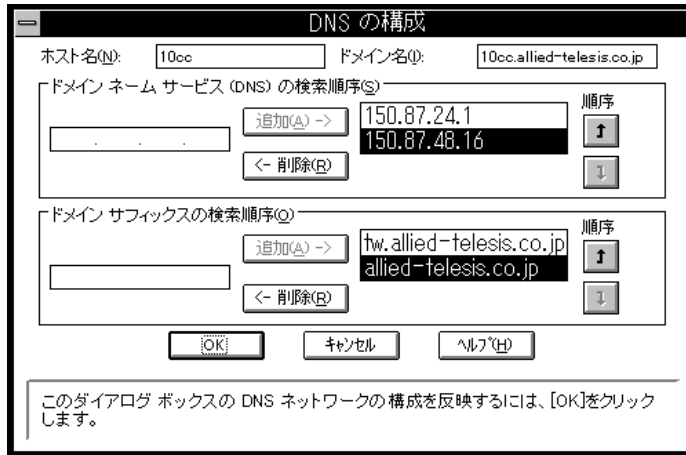 DNS の構成
ホスト名(N): 10cc ドメイン名(I): 10cc.allied-telesis.co.jp
ドメイン ネーム サービス (DNS) の検索順序(S)
順序
追加(A) ->
150.87.24.1
150.87.48.16
. . .
<- 削除(R)
ドメイン サフィックスの検索順序(O)
順序
追加(A) ->
tw.allied-telesis.co.jp
allied-telesis.co.jp
<- 削除(R)
OK キャンセル ヘルプ(H)
このダイアログ ボックスの DNS ネットワークの構成を反映するには、[OK]をクリック
します。